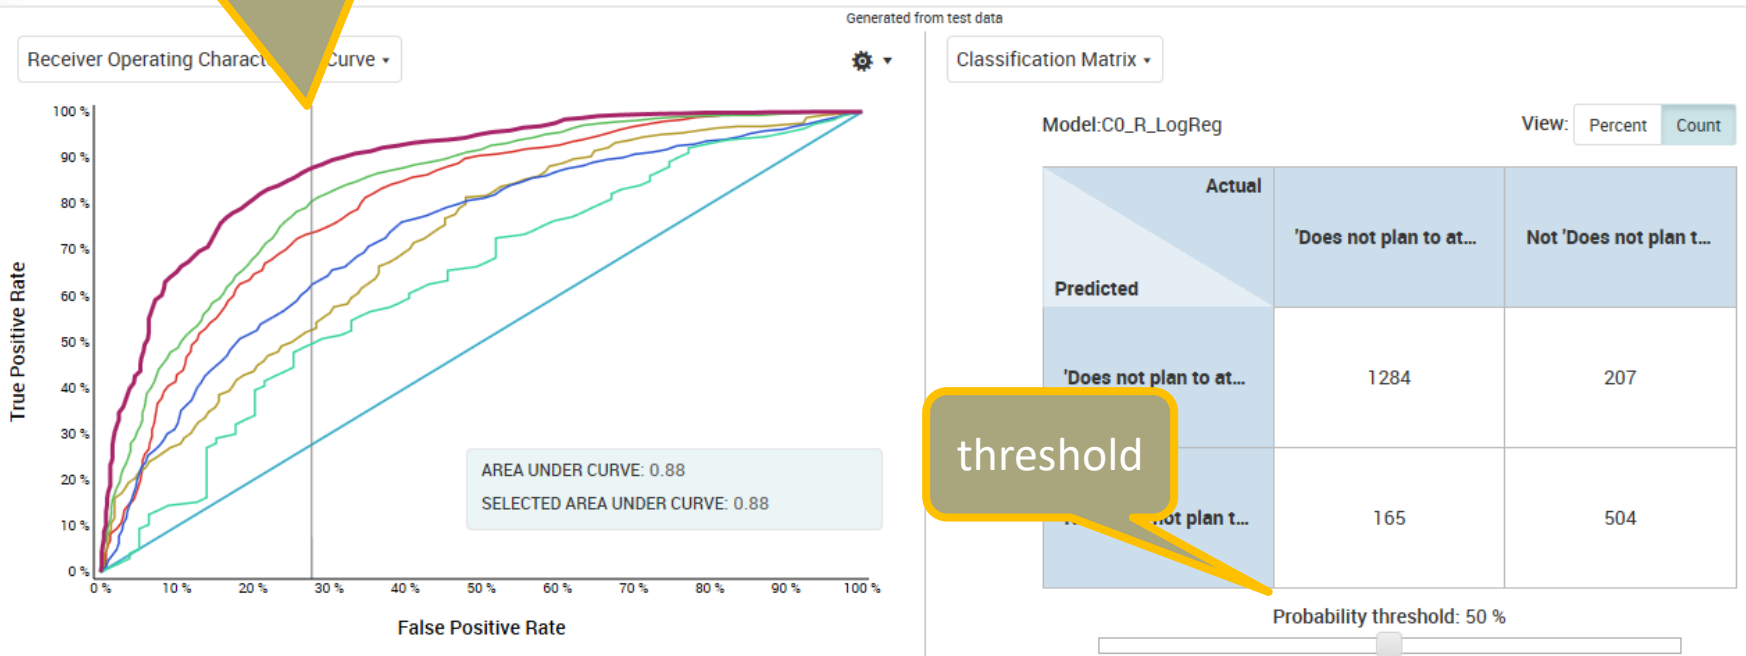 Generated from test data
Receiver Operating Charact Curve
Classification Matrix
100 %
90 %
80 %
70 %
60 %
50 %
40 %
30 %
20 %
10 %
0 %
True Positive Rate
0 %
10 %
20 %
30 %
40 %
50 %
60 %
70 %
80 %
90 %
100 %
False Positive Rate
AREA UNDER CURVE: 0.88
SELECTED AREA UNDER CURVE: 0.88
Model:C0_R_LogReg
View: Percent Count
Actual
Predicted
'Does not plan to at... Not 'Does not plan t...
'Does not plan to at... 1284 207
threshold
not plan t... 165 504
Probability threshold: 50 %